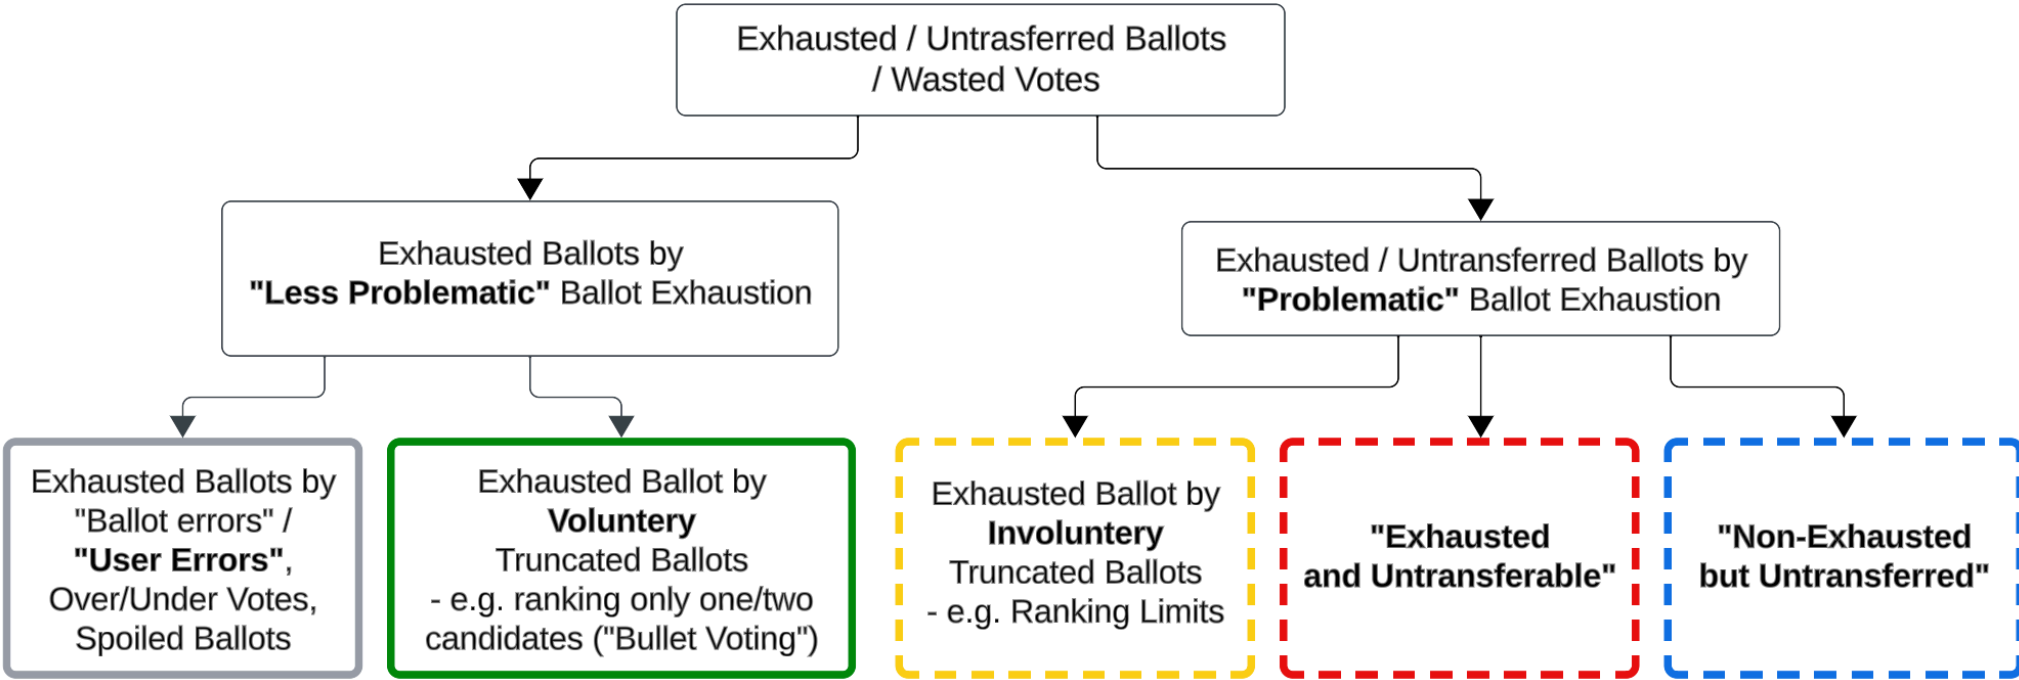 Exhausted / Untrasferred Ballots
/ Wasted Votes
Exhausted Ballots by
"Less Problematic" Ballot Exhaustion
Exhausted / Untransferred Ballots by
"Problematic" Ballot Exhaustion
Exhausted Ballots by
"Ballot errors" /
"User Errors",
Over/Under Votes,
Spoiled Ballots
Exhausted Ballot by
Voluntery
Truncated Ballots
- e.g. ranking only one/two
candidates ("Bullet Voting")
Exhausted Ballot by
Involuntery
Truncated Ballots
- e.g. Ranking Limits
"Exhausted
and Untransferable"
"Non-Exhausted
but Untransferred"